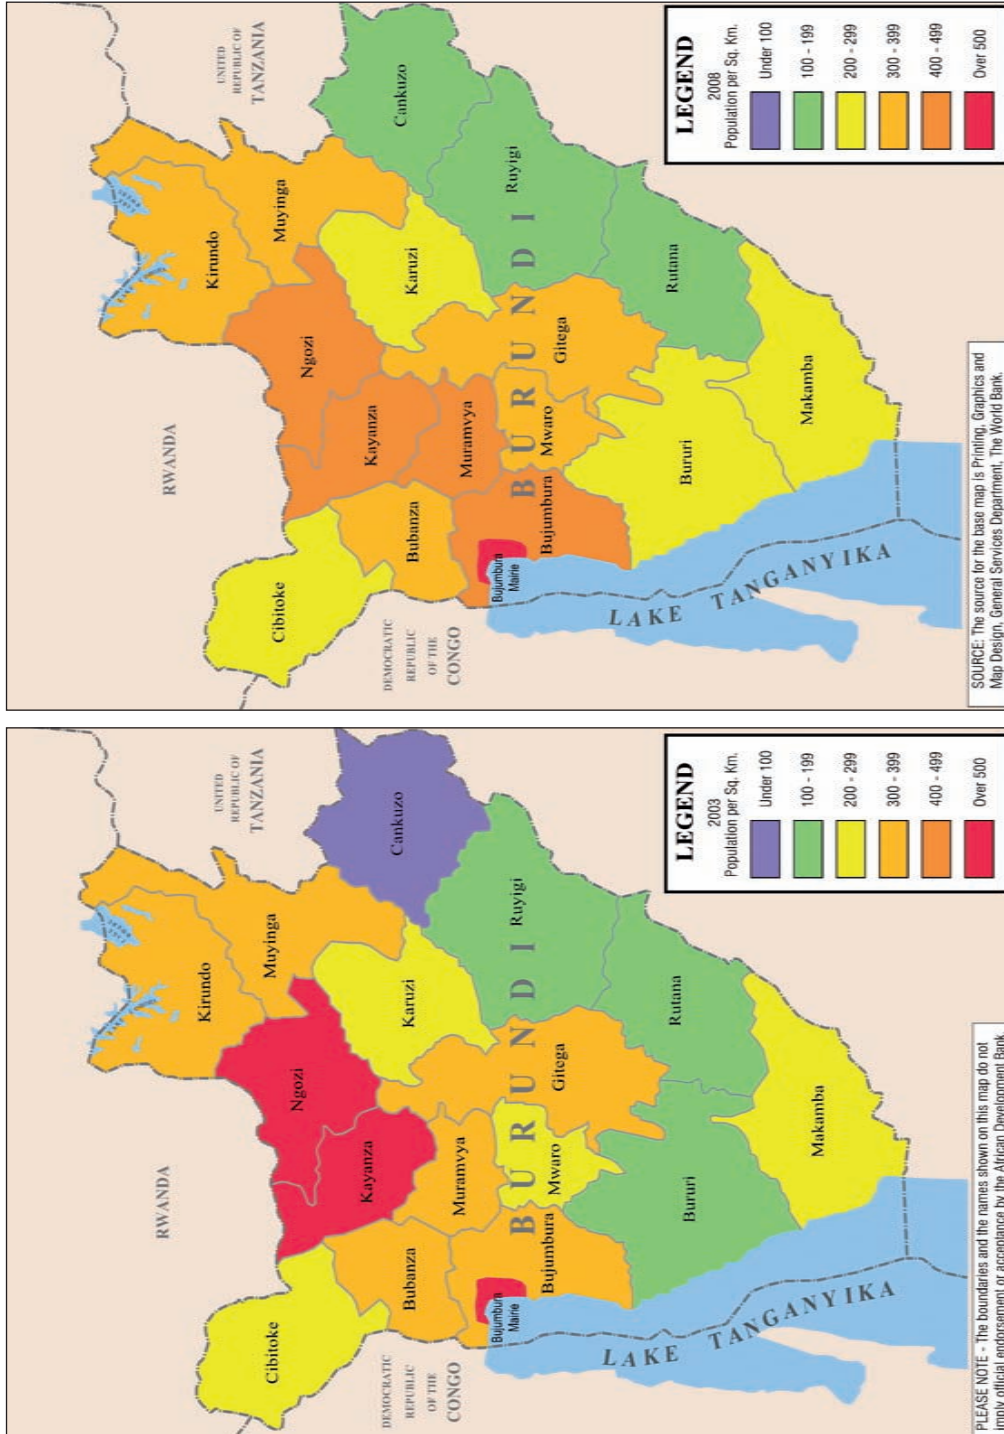 UNITED
REPUBLIC OF
TANZANIA
RWANDA
DEMOCRATIC
REPUBLIC
OF THE
CONGO
Kirundo
Muyinga
Cankuzo
Ngozi
Karuzi
Ruyigi
Cibitoke
Kayanza
Bubanza
Muramvya
Gitega
Mwaro
Rutana
Bujumbura
Mairie
Bujumbura
Bururi
Makamba
BURUNDI
LAKE TANGANYIKA
LEGEND
2003
Population per Sq. Km.
Under 100
100 - 199
200 = 299
300 = 399
400 = 499
Over 500
PLEASE NOTE - The boundaries and the names shown on this map do not
imply official endorsement or acceptance by the African Development Bank
UNITED
REPUBLIC OF
TANZANIA
RWANDA
DEMOCRATIC
REPUBLIC
OF THE
CONGO
Kirundo
Muyinga
Cankuzo
Ngozi
Karuzi
Ruyigi
Cibitoke
Kayanza
Bubanza
Muramvya
Gitega
Mwaro
Rutana
Bujumbura
Mairie
Bujumbura
Bururi
Makamba
BURUNDI
LAKE TANGANYIKA
LEGEND
2008
Population per Sq. Km.
Under 100
100 - 199
200 = 299
300 = 399
400 = 499
Over 500
SOURCE: The source for the base map is Printing, Graphics and
Map Design, General Services Department, The World Bank.